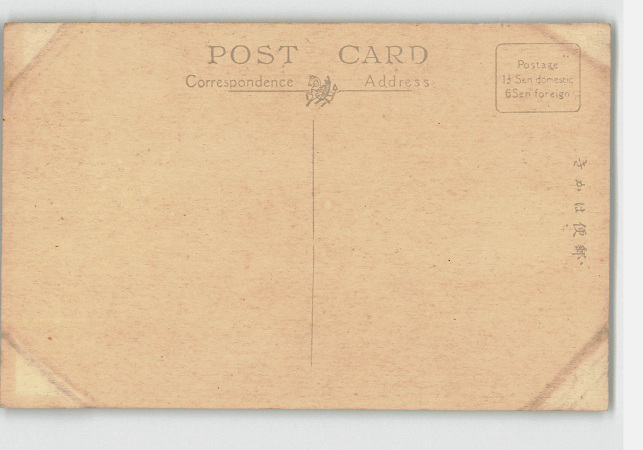 POST CARD
Correspondence Address
Postage
1½ Sen domestic
6 Sen foreign
郵便はかき